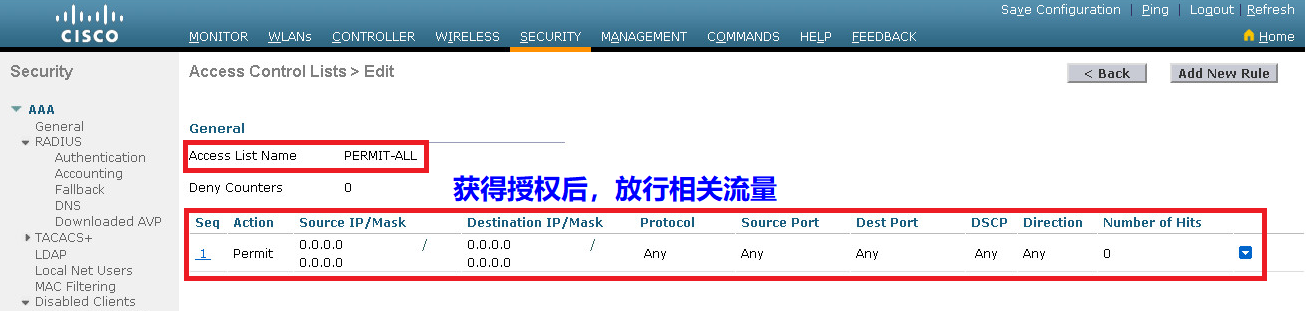 Save Configuration | Ping | Logout | Refresh
CISCO
MONITOR WLANs CONTROLLER WIRELESS SECURITY MANAGEMENT COMMANDS HELP FEEDBACK Home
Security
Access Control Lists > Edit
< Back
Add New Rule
AAA
General
RADIUS
Authentication
Accounting
Fallback
DNS
Downloaded AVP
TACACS+
LDAP
Local Net Users
MAC Filtering
Disabled Clients
General
Access List Name PERMIT-ALL
Deny Counters 0
获得授权后，放行相关流量
Seq Action Source IP/Mask Destination IP/Mask Protocol Source Port Dest Port DSCP Direction Number of Hits
1 Permit 0.0.0.0 / 0.0.0.0 0.0.0.0 / 0.0.0.0 Any Any Any Any Any 0